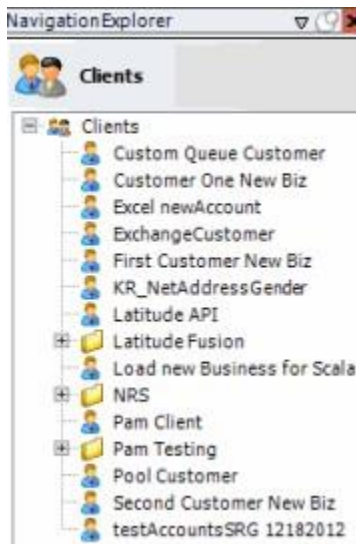 NavigationExplorer
Clients
Clients
Custom Queue Customer
Customer One New Biz
Excel newAccount
ExchangeCustomer
First Customer New Biz
KR_NetAddressGender
Latitude API
Latitude Fusion
Load new Business for Scala
NRS
Pam Client
Pam Testing
Pool Customer
Second Customer New Biz
testAccountsSRG 12182012